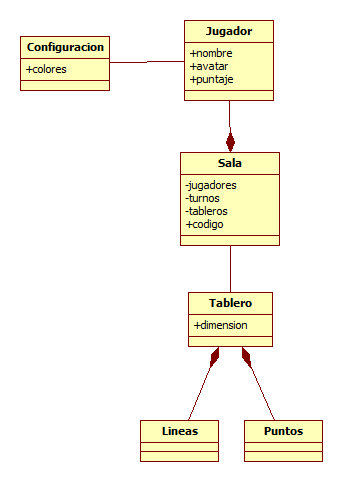 Jugador
+nombre
+avatar
+puntaje
Configuracion
+colores
Sala
-jugadores
-turnos
-tableros
+codigo
Tablero
+dimension
Lineas
Puntos